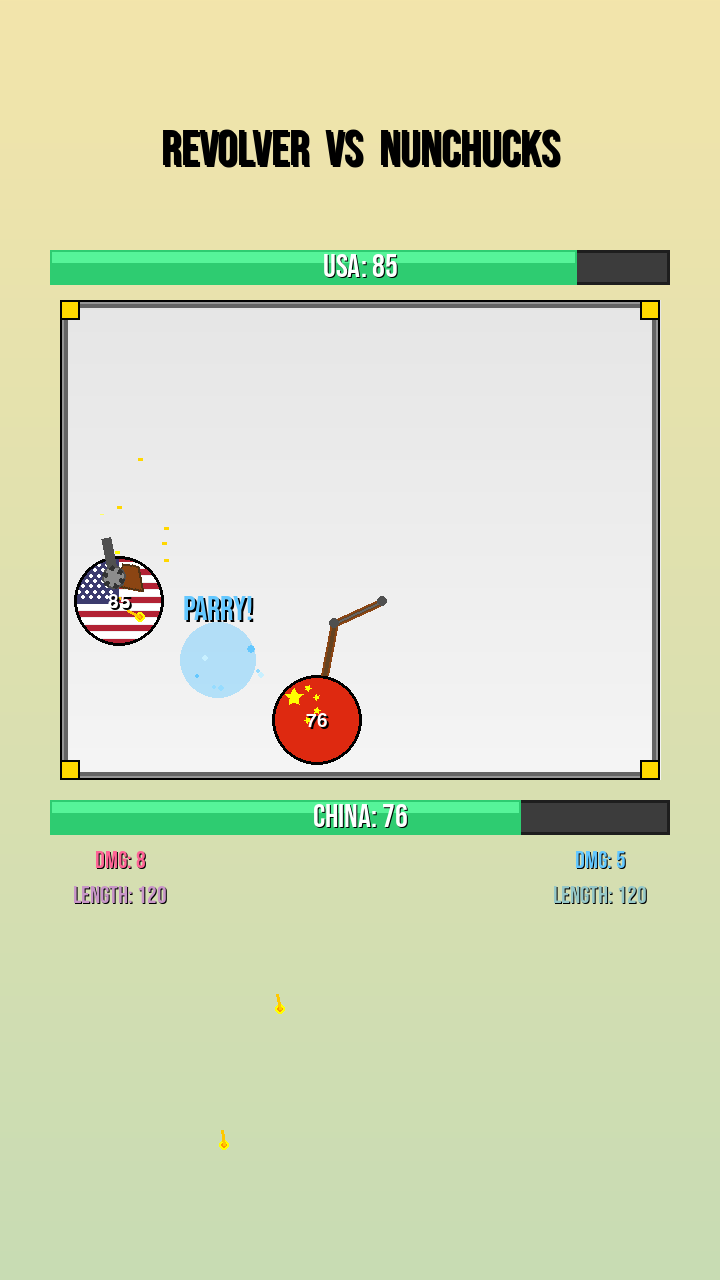 REVOLVER VS NUNCHUCKS
USA: 85
85
PARRY!
76
CHINA: 76
DMG: 8
DMG: 5
LENGTH: 120
LENGTH: 120